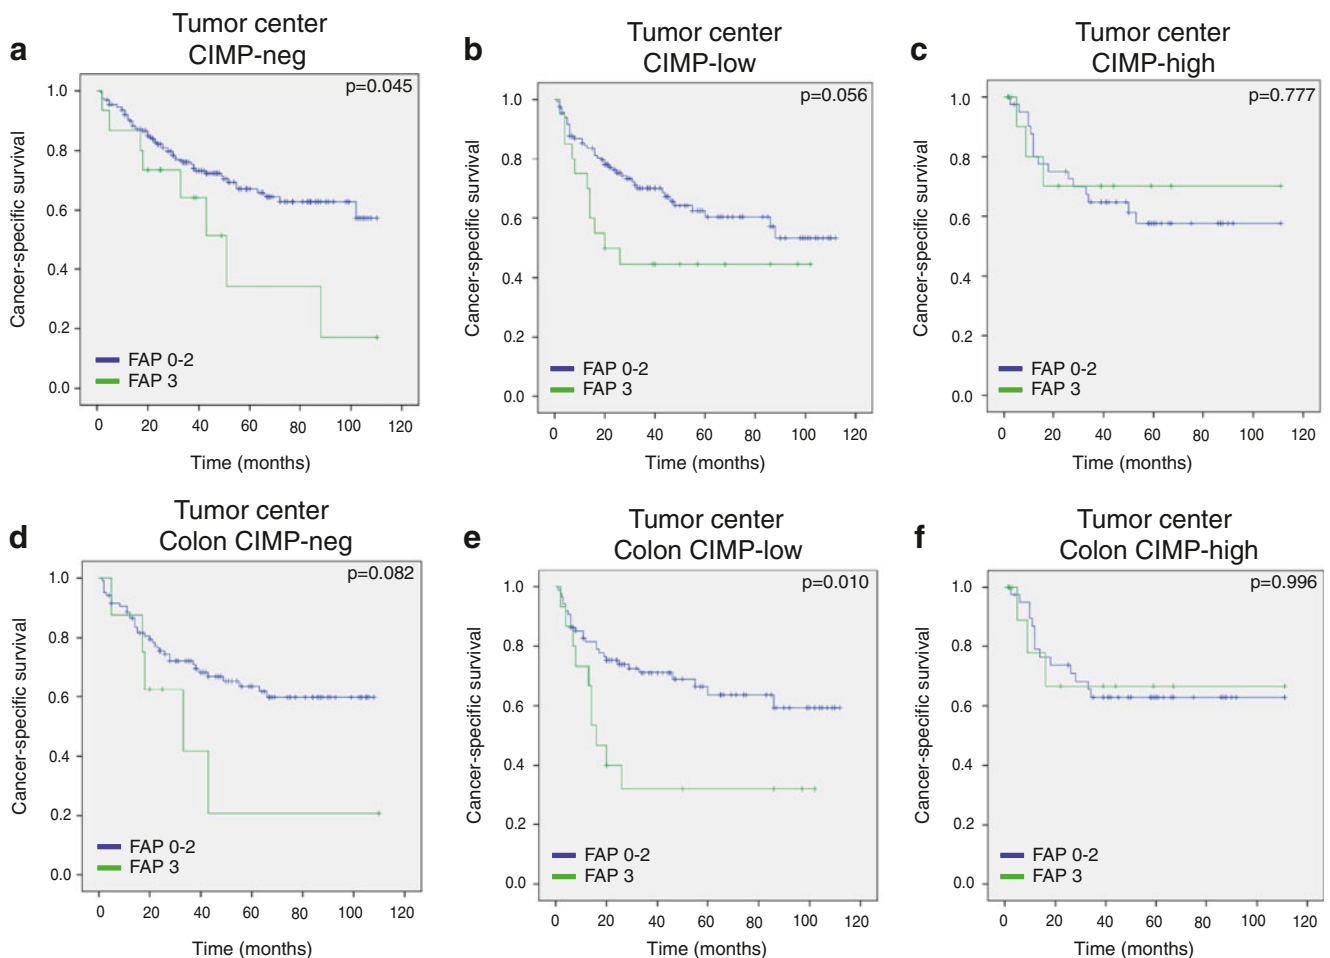 a
Tumor center
CIMP-neg
p=0.045
Cancer-specific survival
1.0
0.8
0.6
0.4
0.2
0.0
FAP 0-2
FAP 3
0 20 40 60 80 100 120
Time (months)
b
Tumor center
CIMP-low
p=0.056
Cancer-specific survival
1.0
0.8
0.6
0.4
0.2
0.0
FAP 0-2
FAP 3
0 20 40 60 80 100 120
Time (months)
c
Tumor center
CIMP-high
p=0.777
Cancer-specific survival
1.0
0.8
0.6
0.4
0.2
0.0
FAP 0-2
FAP 3
0 20 40 60 80 100 120
Time (months)
d
Tumor center
Colon CIMP-neg
p=0.082
Cancer-specific survival
1.0
0.8
0.6
0.4
0.2
0.0
FAP 0-2
FAP 3
0 20 40 60 80 100 120
Time (months)
e
Tumor center
Colon CIMP-low
p=0.010
Cancer-specific survival
1.0
0.8
0.6
0.4
0.2
0.0
FAP 0-2
FAP 3
0 20 40 60 80 100 120
Time (months)
f
Tumor center
Colon CIMP-high
p=0.996
Cancer-specific survival
1.0
0.8
0.6
0.4
0.2
0.0
FAP 0-2
FAP 3
0 20 40 60 80 100 120
Time (months)